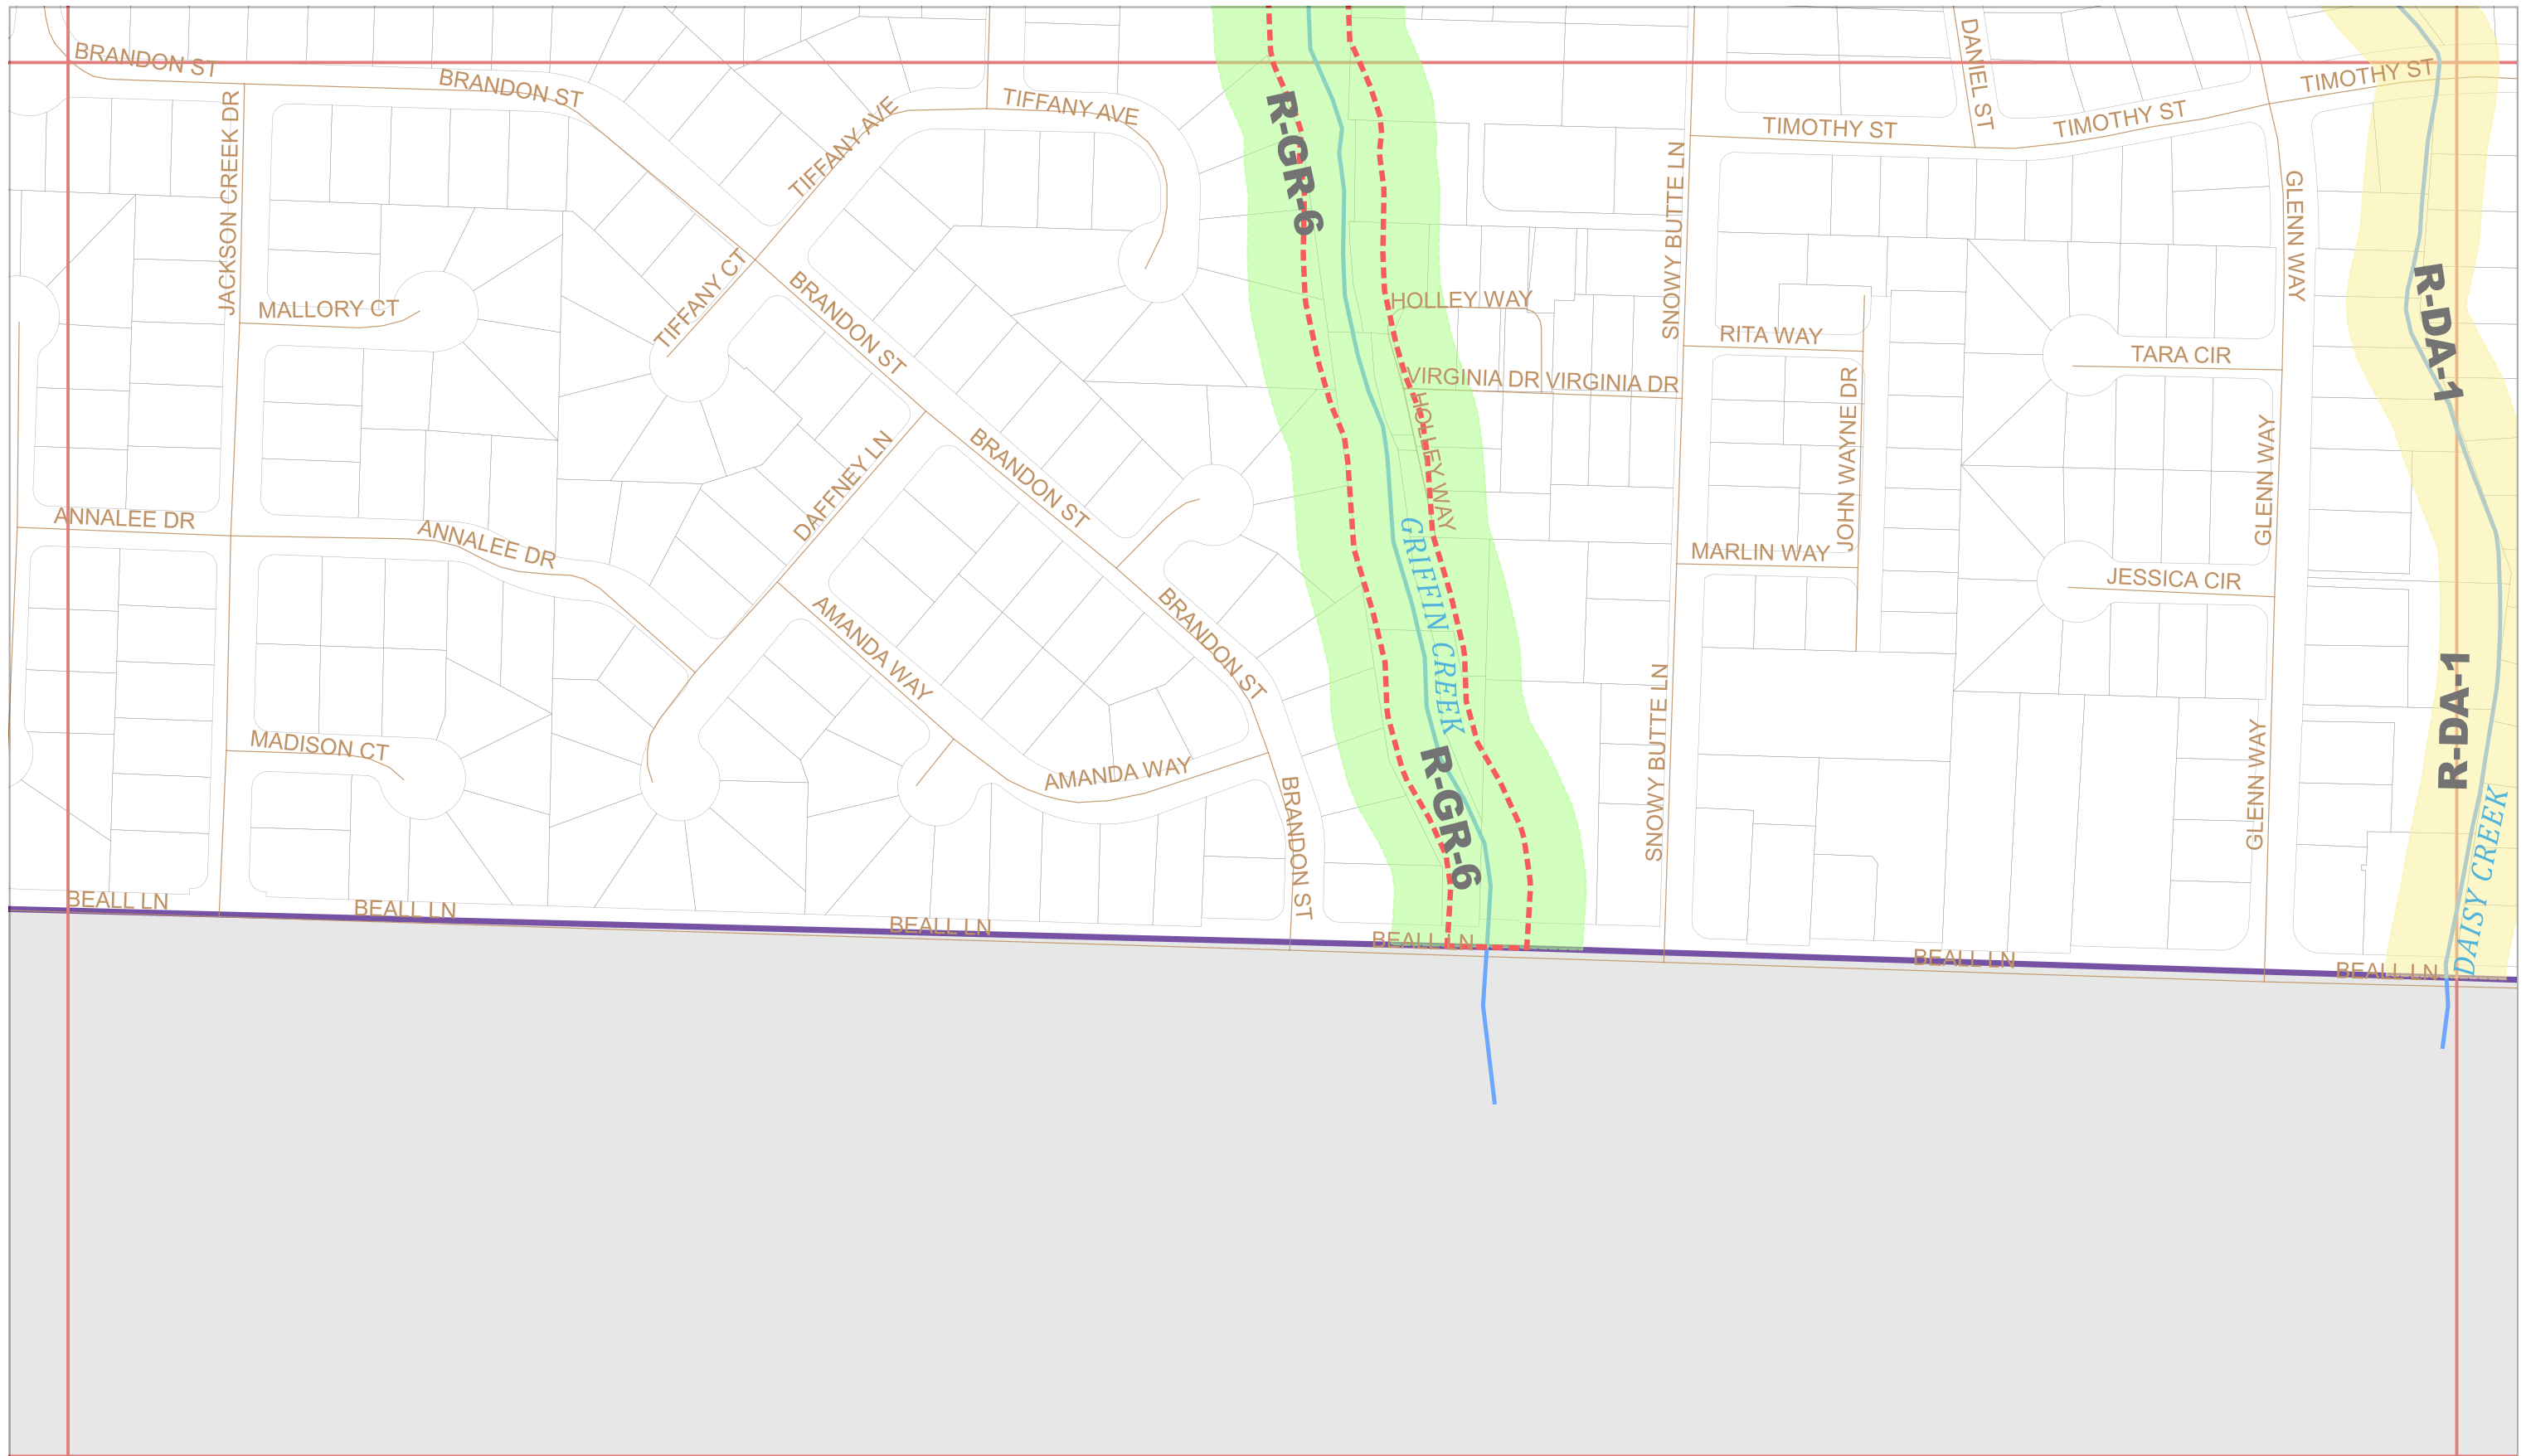 BRANDON ST
BRANDON ST
TIFFANY AVE
TIFFANY AVE
DANIEL ST
TIMOTHY ST
TIMOTHY ST
TIMOTHY ST
JACKSON CREEK DR
R-GR-6
SNOWY BUTTE LN
GLENN WAY
TIFFANY CT
MALLORY CT
BRANDON ST
HOLLEY WAY
RITA WAY
TARA CIR
R-DA-1
VIRGINIA DR
VIRGINIA DR
JOHN WAYNE DR
HOLLEY WAY
GLENN WAY
DAFFNEY LN
BRANDON ST
ANNALEE DR
ANNALEE DR
GRIFFIN CREEK
MARLIN WAY
JESSICA CIR
AMANDA WAY
BRANDON ST
SNOWY BUTTE LN
R-DA-1
MADISON CT
AMANDA WAY
R-GR-6
GLENN WAY
BRANDON ST
DAISY CREEK
BEALL LN
BEALL LN
BEALL LN
BEALL LN
BEALL LN
BEALL LN